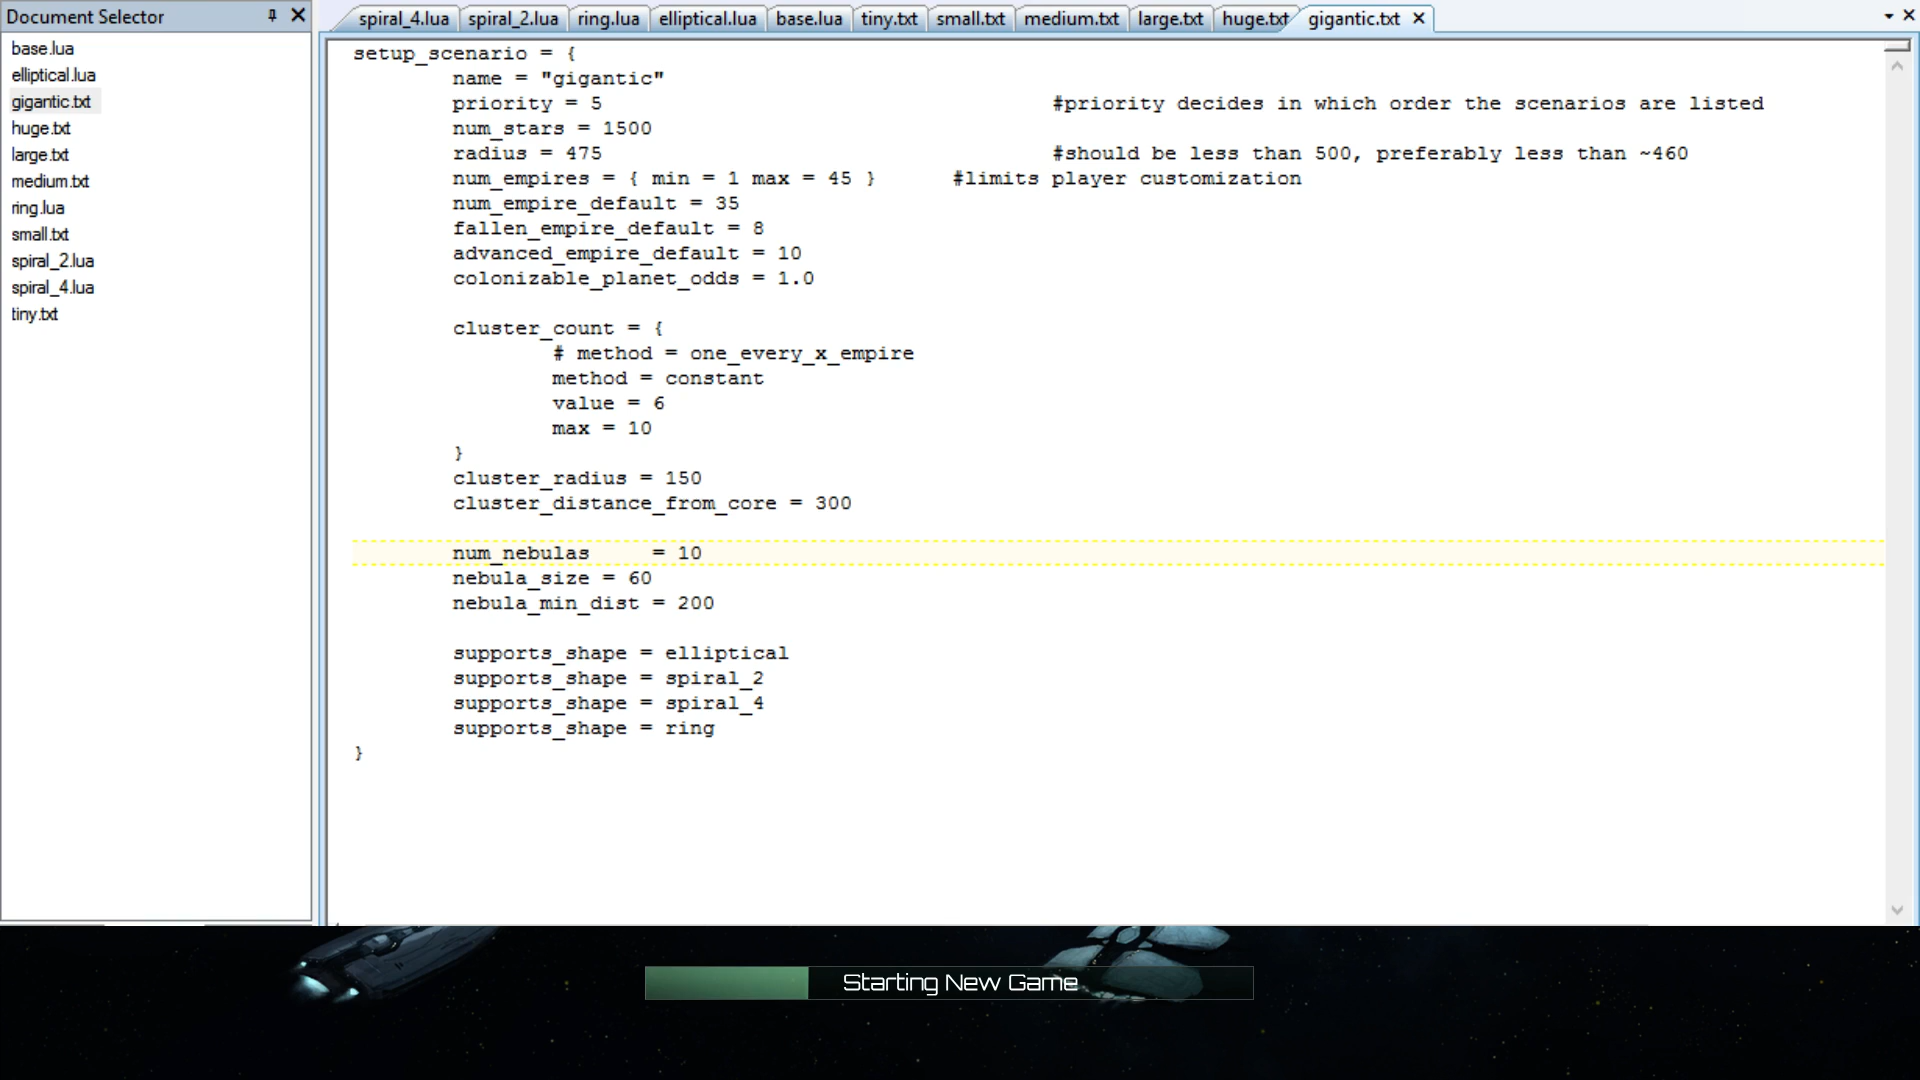 Document Selector
base.lua
elliptical.lua
gigantic.txt
huge.txt
large.txt
medium.txt
ring.lua
small.txt
spiral_2.lua
spiral_4.lua
tiny.txt
spiral_4.lua spiral_2.lua ring.lua elliptical.lua base.lua tiny.txt small.txt medium.txt large.txt huge.txt gigantic.txt
setup_scenario = {
name = "gigantic"
priority = 5 #priority decides in which order the scenarios are listed
num_stars = 1500
radius = 475 #should be less than 500, preferably less than ~460
num_empires = { min = 1 max = 45 } #limits player customization
num_empire_default = 35
fallen_empire_default = 8
advanced_empire_default = 10
colonizable_planet_odds = 1.0
cluster_count = {
# method = one_every_x_empire
method = constant
value = 6
max = 10
}
cluster_radius = 150
cluster_distance_from_core = 300
num_nebulas = 10
nebula_size = 60
nebula_min_dist = 200
supports_shape = elliptical
supports_shape = spiral_2
supports_shape = spiral_4
supports_shape = ring
}
Starting New Game